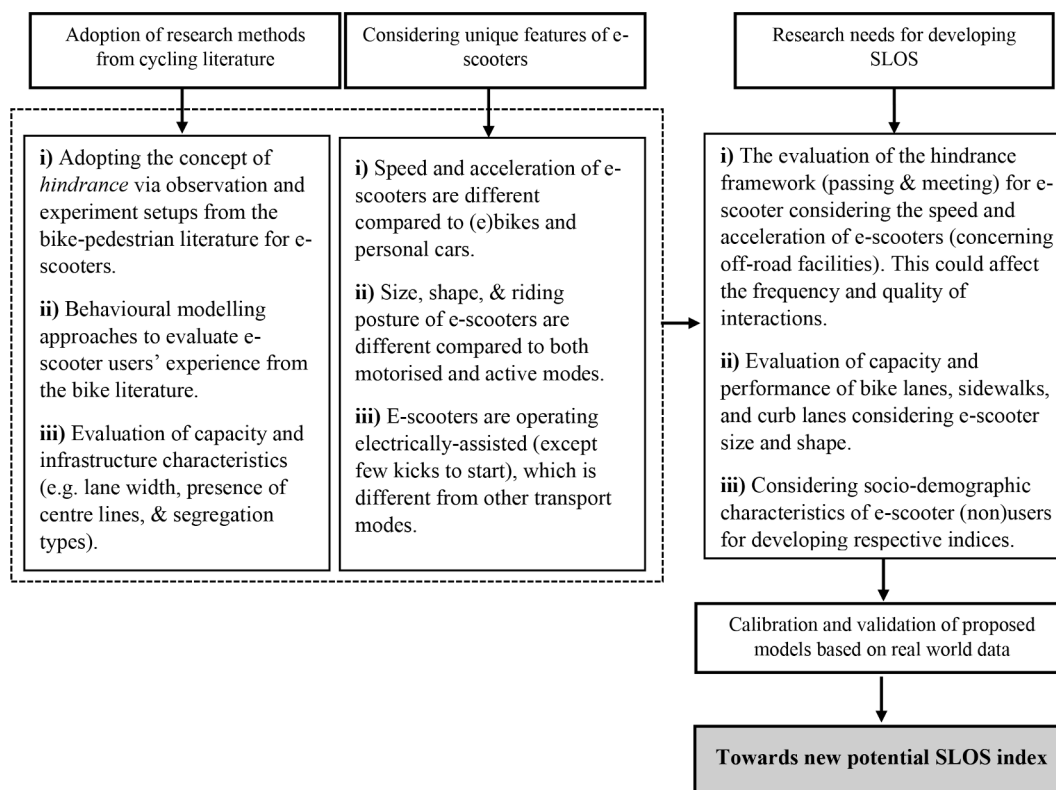 Adoption of research methods
from cycling literature
i) Adopting the concept of
hindrance via observation and
experiment setups from the
bike-pedestrian literature for e-
scooters.
ii) Behavioural modelling
approaches to evaluate e-
scooter users’ experience from
the bike literature.
iii) Evaluation of capacity and
infrastructure characteristics
(e.g. lane width, presence of
centre lines, & segregation
types).
Considering unique features of e-
scooters
i) Speed and acceleration of e-
scooters are different
compared to (e)bikes and
personal cars.
ii) Size, shape, & riding
posture of e-scooters are
different compared to both
motorised and active modes.
iii) E-scooters are operating
electrically-assisted (except
few kicks to start), which is
different from other transport
modes.
Research needs for developing
SLOS
i) The evaluation of the hindrance
framework (passing & meeting) for e-
scooter considering the speed and
acceleration of e-scooters (concerning
off-road facilities). This could affect
the frequency and quality of
interactions.
ii) Evaluation of capacity and
performance of bike lanes, sidewalks,
and curb lanes considering e-scooter
size and shape.
iii) Considering socio-demographic
characteristics of e-scooter (non)users
for developing respective indices.
Calibration and validation of proposed
models based on real world data
Towards new potential SLOS index